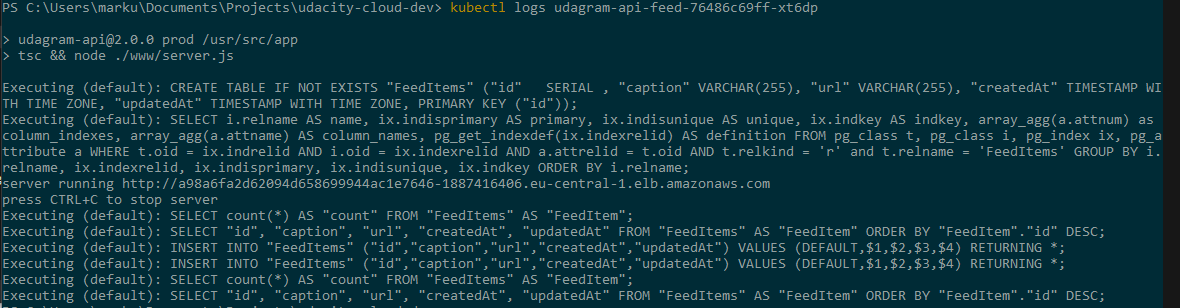 PS C:\Users\marku\Documents\Projects\udacity-cloud-dev> kubectl logs udagram-api-feed-76486c69ff-xt6dp
> udagram-api@2.0.0 prod /usr/src/app
> tsc && node ./www/server.js
Executing (default): CREATE TABLE IF NOT EXISTS "FeedItems" ("id"   SERIAL , "caption" VARCHAR(255), "url" VARCHAR(255), "createdAt" TIMESTAMP WI
TH TIME ZONE, "updatedAt" TIMESTAMP WITH TIME ZONE, PRIMARY KEY ("id"));
Executing (default): SELECT i.relname AS name, ix.indisprimary AS primary, ix.indisunique AS unique, ix.indkey AS indkey, array_agg(a.attnum) as
column_indexes, array_agg(a.attname) AS column_names, pg_get_indexdef(ix.indexrelid) AS definition FROM pg_class t, pg_class i, pg_index ix, pg_a
ttribute a WHERE t.oid = ix.indrelid AND i.oid = ix.indexrelid AND a.attrelid = t.oid AND t.relkind = 'r' and t.relname = 'FeedItems' GROUP BY i.
relname, ix.indexrelid, ix.indisprimary, ix.indisunique, ix.indkey ORDER BY i.relname;
server running http://a98a6fa2d62094d658699944ac1e7646-1887416406.eu-central-1.elb.amazonaws.com
press CTRL+C to stop server
Executing (default): SELECT count(*) AS "count" FROM "FeedItems" AS "FeedItem";
Executing (default): SELECT "id", "caption", "url", "createdAt", "updatedAt" FROM "FeedItems" AS "FeedItem" ORDER BY "FeedItem"."id" DESC;
Executing (default): INSERT INTO "FeedItems" ("id","caption","url","createdAt","updatedAt") VALUES (DEFAULT,$1,$2,$3,$4) RETURNING *;
Executing (default): INSERT INTO "FeedItems" ("id","caption","url","createdAt","updatedAt") VALUES (DEFAULT,$1,$2,$3,$4) RETURNING *;
Executing (default): SELECT count(*) AS "count" FROM "FeedItems" AS "FeedItem";
Executing (default): SELECT "id", "caption", "url", "createdAt", "updatedAt" FROM "FeedItems" AS "FeedItem" ORDER BY "FeedItem"."id" DESC;